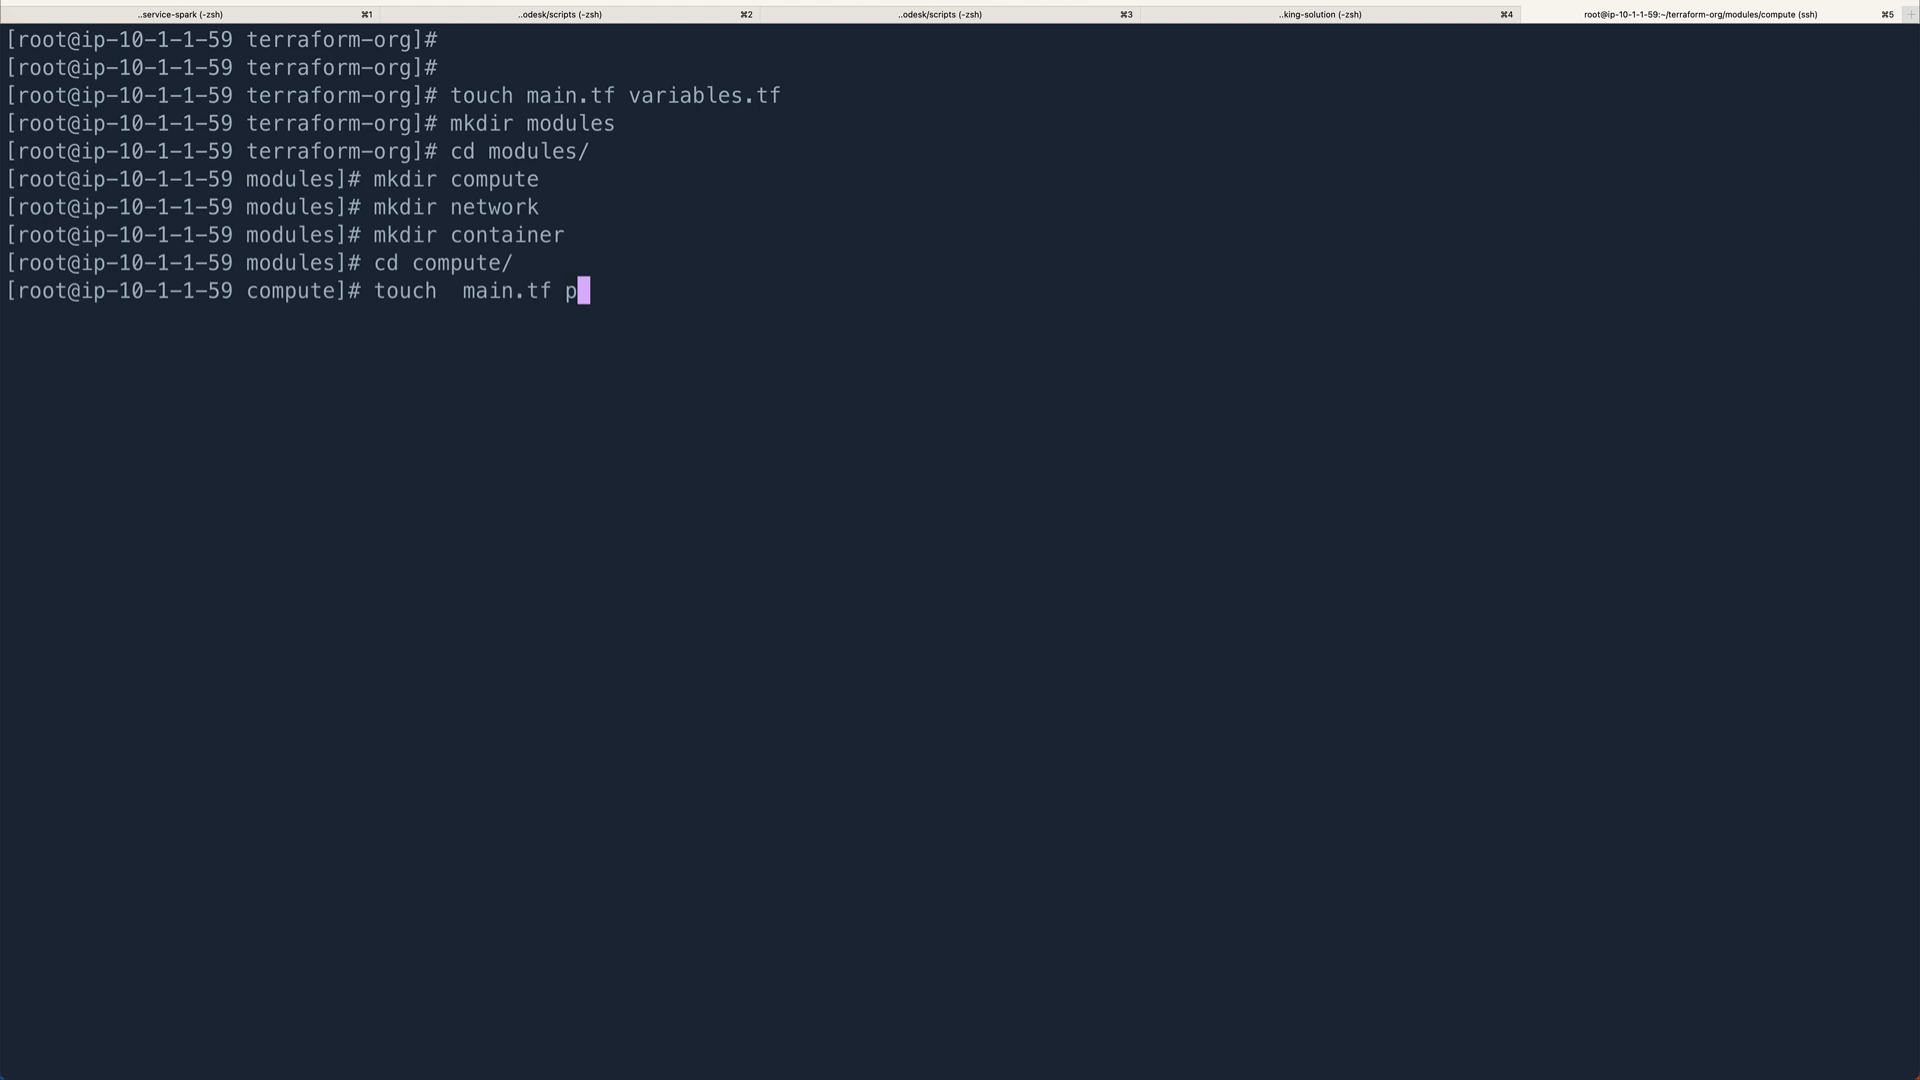 ..service-spark (-zsh) ⌘1 ..odesk/scripts (-zsh) ⌘2 ..odesk/scripts (-zsh) ⌘3 ..king-solution (-zsh) ⌘4 root@ip-10-1-1-59:~/terraform-org/modules/compute (ssh) ⌘5 +
[root@ip-10-1-1-59 terraform-org]#
[root@ip-10-1-1-59 terraform-org]#
[root@ip-10-1-1-59 terraform-org]# touch main.tf variables.tf
[root@ip-10-1-1-59 terraform-org]# mkdir modules
[root@ip-10-1-1-59 terraform-org]# cd modules/
[root@ip-10-1-1-59 modules]# mkdir compute
[root@ip-10-1-1-59 modules]# mkdir network
[root@ip-10-1-1-59 modules]# mkdir container
[root@ip-10-1-1-59 modules]# cd compute/
[root@ip-10-1-1-59 compute]# touch  main.tf p